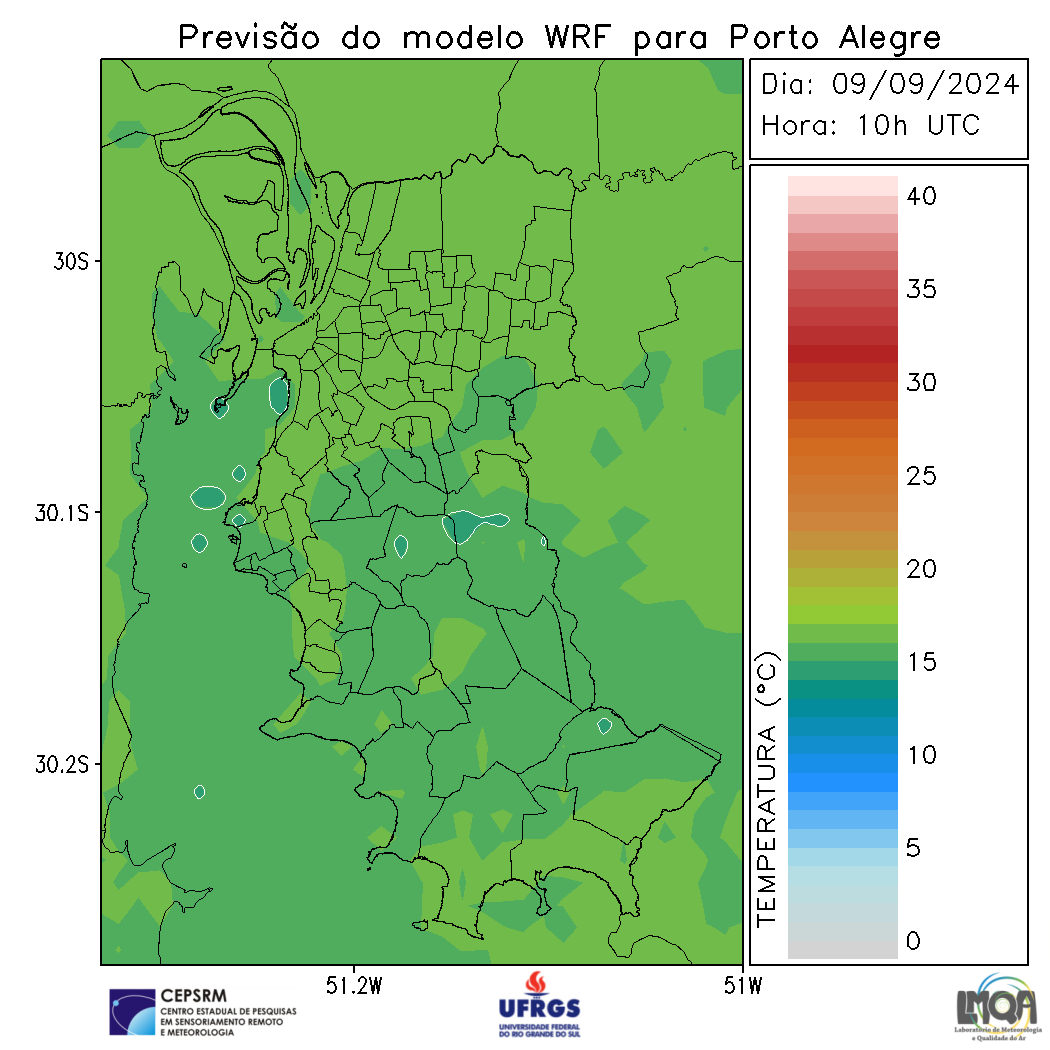 Previsão do modelo WRF para Porto Alegre
Dia: 09/09/2024
Hora: 10h UTC
30S
30.1S
30.2S
51.2W
51W
TEMPERATURA (°C)
40
35
30
25
20
15
10
5
0
CEPSRM
CENTRO ESTADUAL DE PESQUISAS
EM SENSORIAMENTO REMOTO
E METEOROLOGIA
UFRGS
UNIVERSIDADE FEDERAL
DO RIO GRANDE DO SUL
LMQA
Laboratório de Meteorologia
e Qualidade do Ar